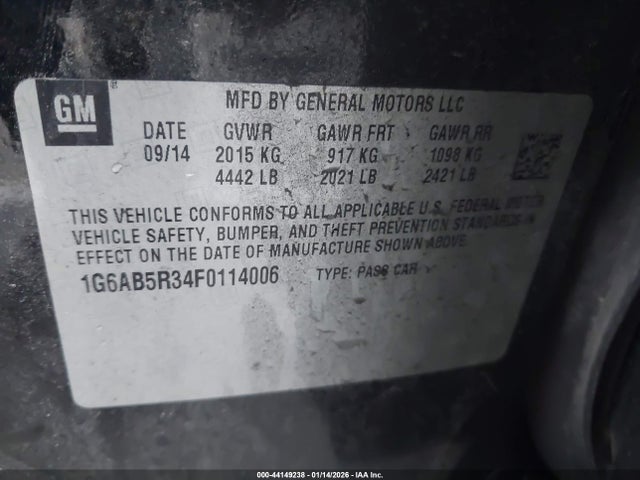 GM
MFD BY GENERAL MOTORS LLC
DATE GVWR GAWR FRT GAWR RR
09/14 2015 KG 917 KG 1098 KG
4442 LB 2021 LB 2421 LB
THIS VEHICLE CONFORMS TO ALL APPLICABLE U.S. FEDERAL MOTOR
VEHICLE SAFETY, BUMPER, AND THEFT PREVENTION STANDARDS IN
EFFECT ON THE DATE OF MANUFACTURE SHOWN ABOVE.
1G6AB5R34F0114006 TYPE: PASS CAR
000-44149238 - 01/14/2026 - IAA Inc.